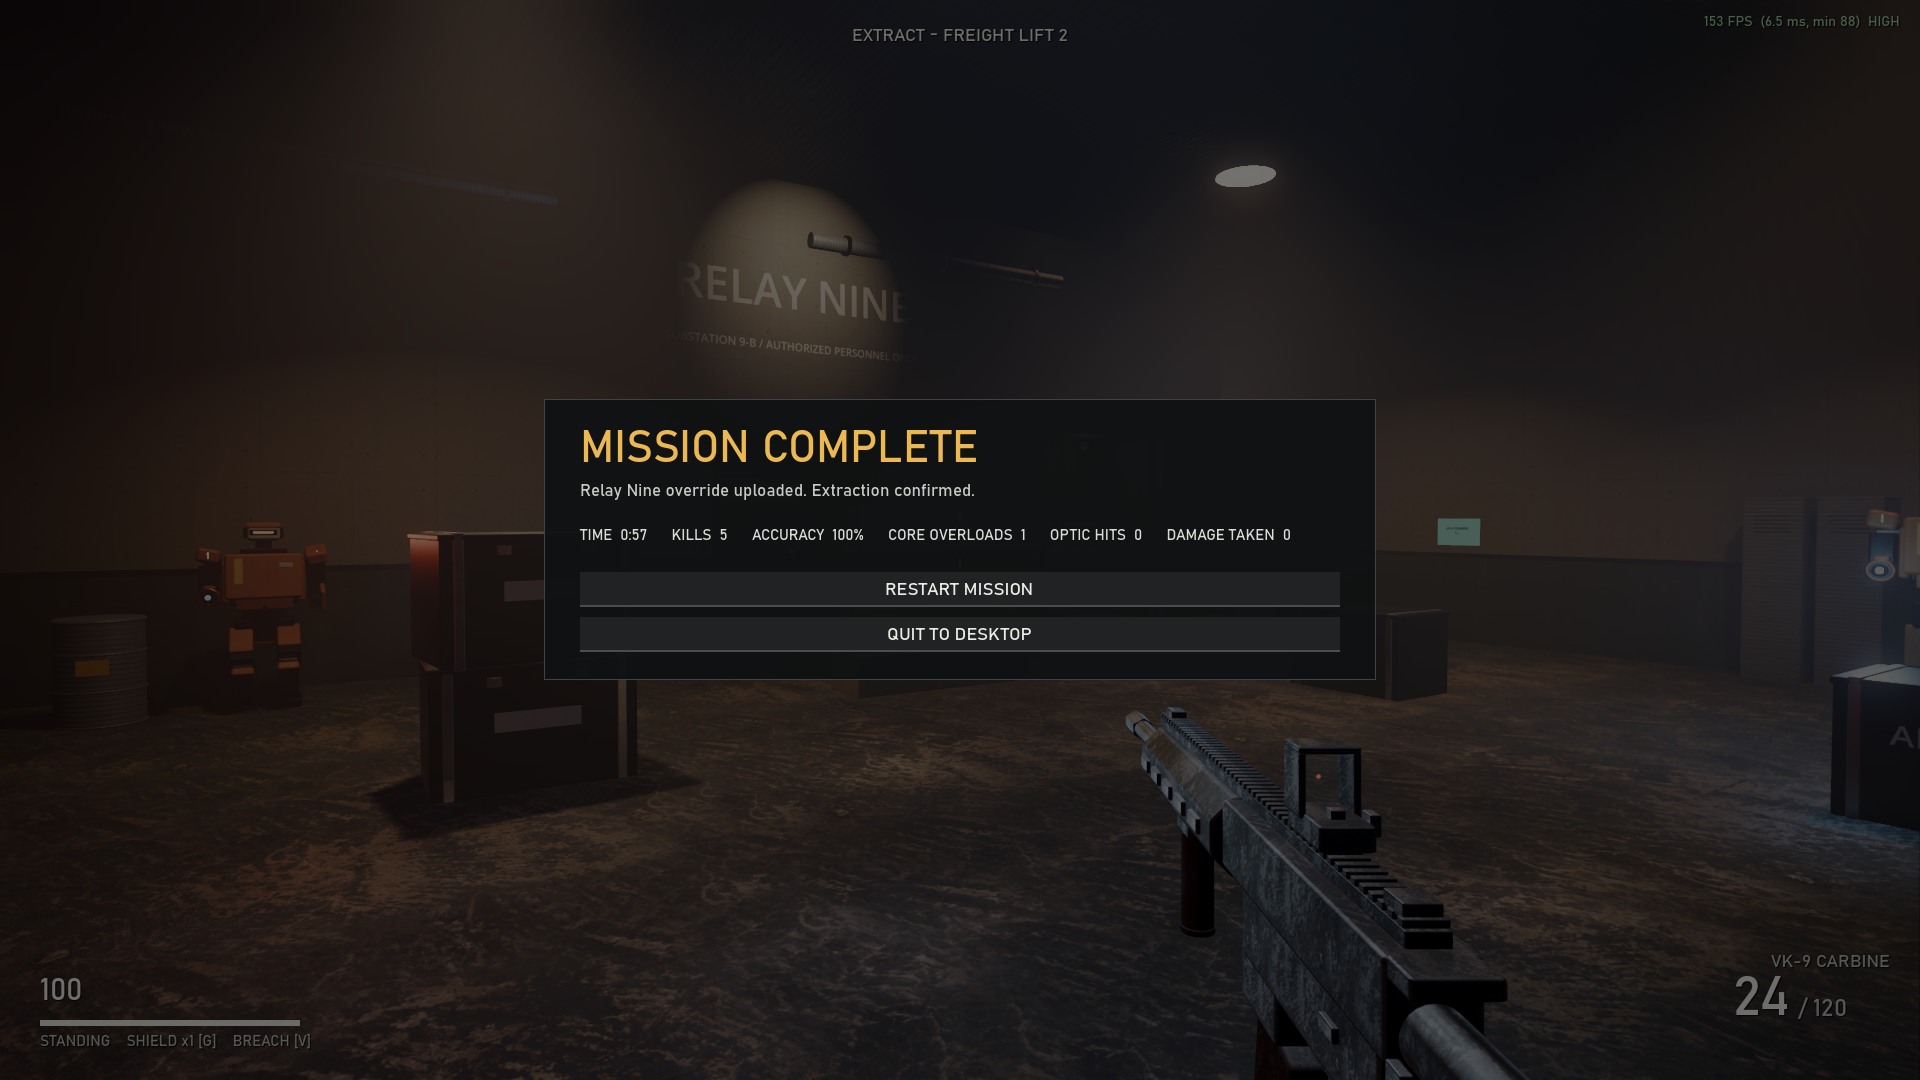 EXTRACT - FREIGHT LIFT 2
153 FPS (6.5 ms, min 88) HIGH
RELAY NINE
STATION 9-B / AUTHORIZED PERSONNEL
MISSION COMPLETE
Relay Nine override uploaded. Extraction confirmed.
TIME 0:57 KILLS 5 ACCURACY 100% CORE OVERLOADS 1 OPTIC HITS 0 DAMAGE TAKEN 0
RESTART MISSION
QUIT TO DESKTOP
100
STANDING SHIELD x1 [G] BREACH [V]
VK-9 CARBINE
24 / 120